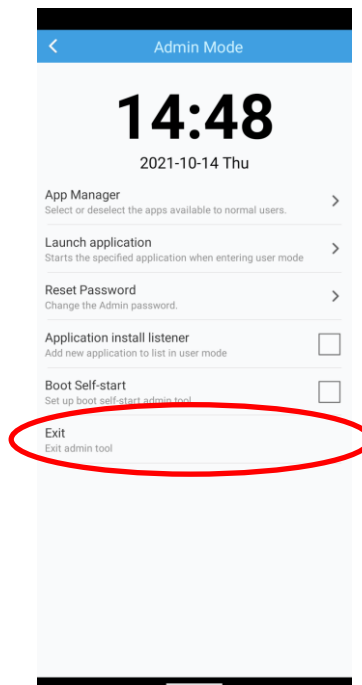 Admin Mode
14:48
2021-10-14 Thu
App Manager
Select or deselect the apps available to normal users.
Launch application
Starts the specified application when entering user mode
Reset Password
Change the Admin password.
Application install listener
Add new application to list in user mode
Boot Self-start
Set up boot self-start admin tool
Exit
Exit admin tool